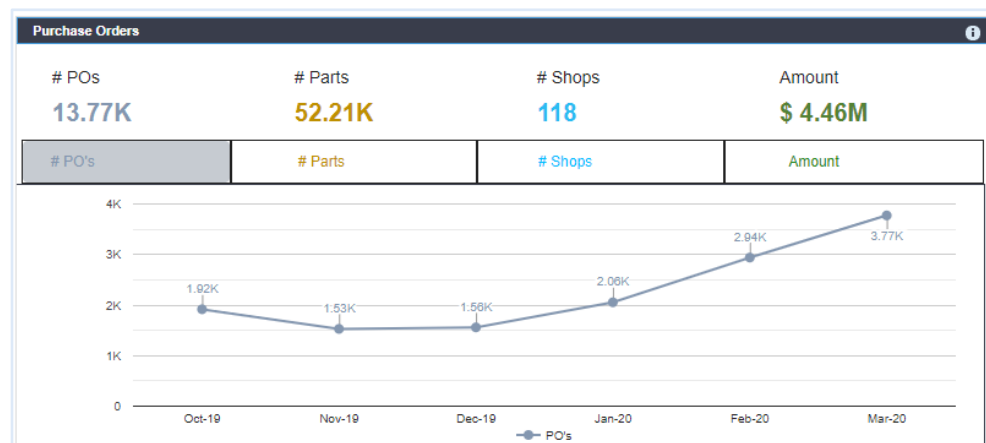 Purchase Orders
# POs # Parts # Shops Amount
13.77K 52.21K 118 $ 4.46M
# PO's # Parts # Shops Amount
4K
3K
2K
1K
0
1.92K 1.53K 1.56K 2.06K 2.94K 3.77K
Oct-19 Nov-19 Dec-19 Jan-20 Feb-20 Mar-20
PO's